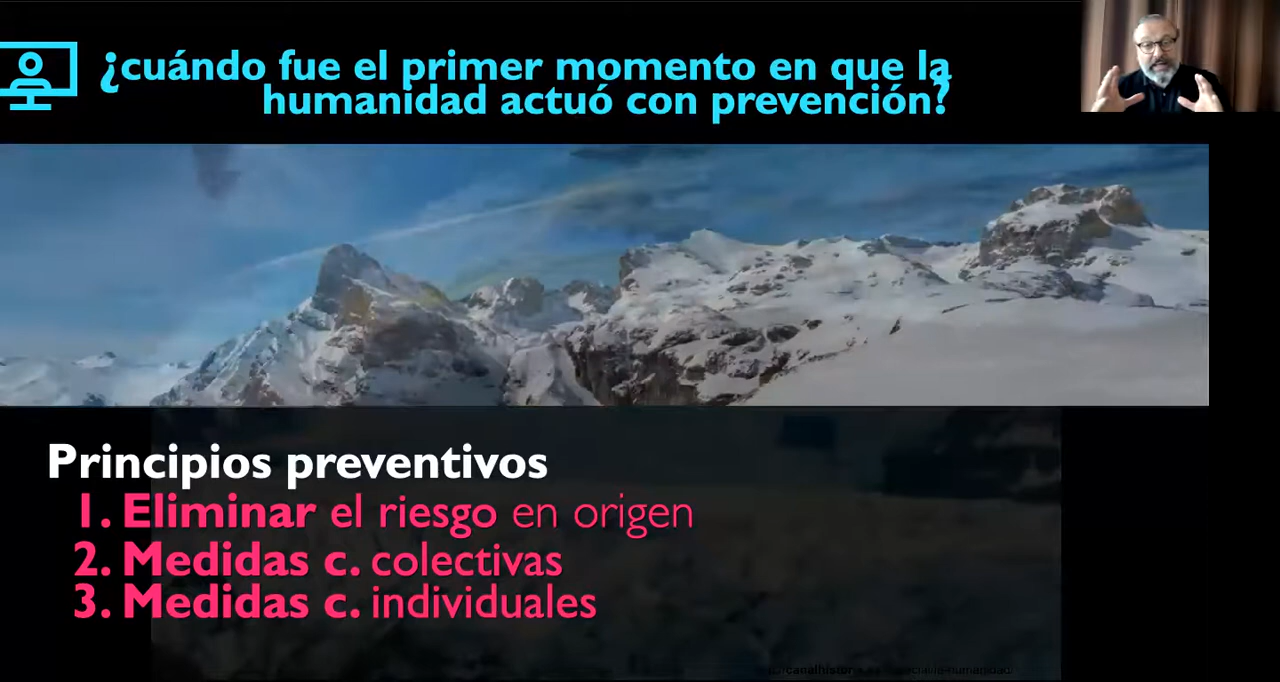 ¿cuándo fue el primer momento en que la
humanidad actuó con prevención?
Principios preventivos
1. Eliminar el riesgo en origen
2. Medidas c. colectivas
3. Medidas c. individuales